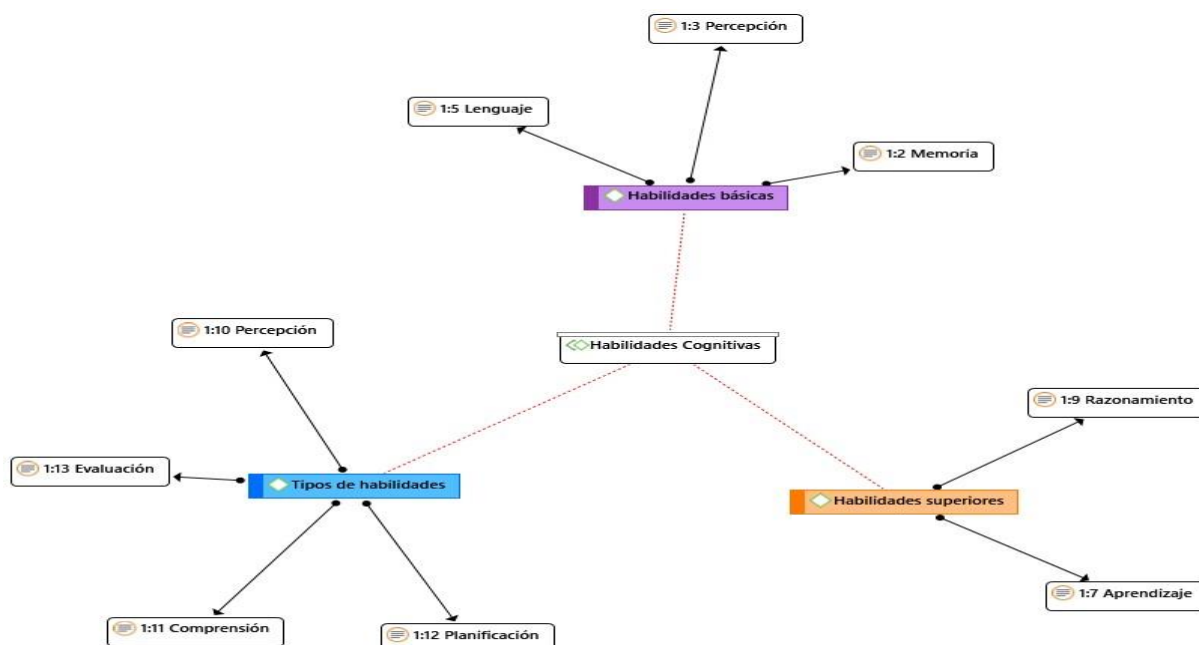 1:3 Percepción
1:5 Lenguaje
1:2 Memoria
Habilidades básicas
1:10 Percepción
Habilidades Cognitivas
1:9 Razonamiento
1:13 Evaluación
Tipos de habilidades
Habilidades superiores
1:7 Aprendizaje
1:11 Comprensión
1:12 Planificación